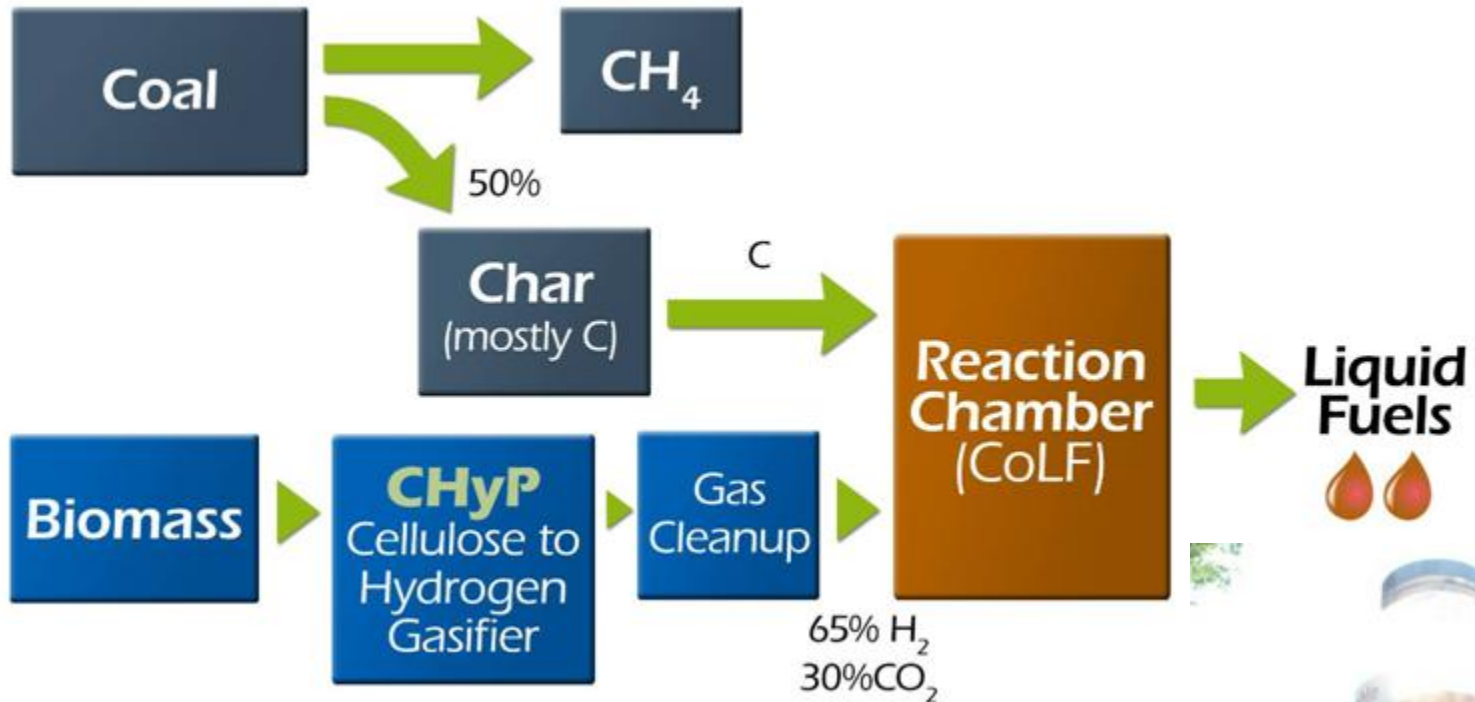 Coal
CH₄
50%
Char
(mostly C)
C
Reaction
Chamber
(CoLF)
Liquid
Fuels
Biomass
CHyP
Cellulose to
Hydrogen
Gasifier
Gas
Cleanup
65% H₂
30%CO₂